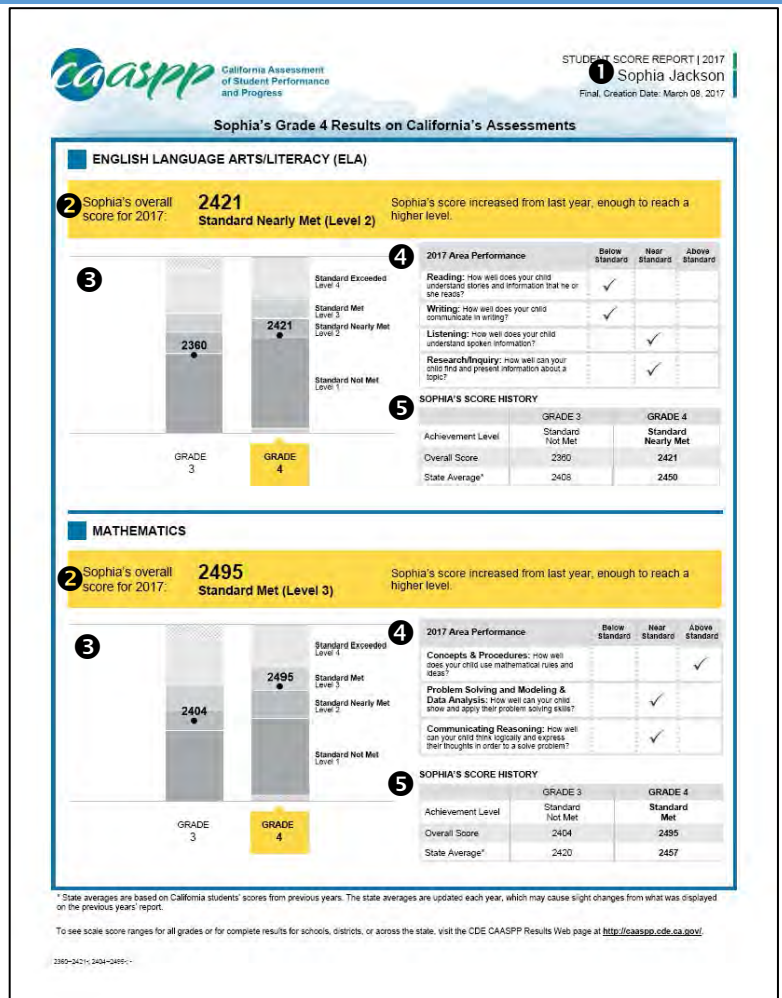 caaspp
California Assessment
of Student Performance
and Progress
STUDENT SCORE REPORT | 2017
1 Sophia Jackson
Final, Creation Date: March 08, 2017
Sophia's Grade 4 Results on California's Assessments
ENGLISH LANGUAGE ARTS/LITERACY (ELA)
2 Sophia's overall
score for 2017:
2421
Standard Nearly Met (Level 2)
Sophia's score increased from last year, enough to reach a
higher level.
3
2360
2421
Standard Exceeded
Level 4
Standard Met
Level 3
Standard Nearly Met
Level 2
Standard Not Met
Level 1
GRADE
3
GRADE
4
4
2017 Area Performance Below Standard Near Standard Above Standard
Reading: How well does your child
understand stories and information that he or
she reads? ✓
Writing: How well does your child
communicate in writing? ✓
Listening: How well does your child
understand spoken information? ✓
Research/Inquiry: How well can your
child find and present information about a
topic? ✓
5 SOPHIA'S SCORE HISTORY
GRADE 3 GRADE 4
Achievement Level Standard Not Met Standard Nearly Met
Overall Score 2360 2421
State Average* 2408 2450
MATHEMATICS
2 Sophia's overall
score for 2017:
2495
Standard Met (Level 3)
Sophia's score increased from last year, enough to reach a
higher level.
3
2404
2495
Standard Exceeded
Level 4
Standard Met
Level 3
Standard Nearly Met
Level 2
Standard Not Met
Level 1
GRADE
3
GRADE
4
4
2017 Area Performance Below Standard Near Standard Above Standard
Concepts & Procedures: How well
does your child use mathematical rules and
ideas? ✓
Problem Solving and Modeling &
Data Analysis: How well can your child
show and apply their problem solving skills? ✓
Communicating Reasoning: How well
can your child think logically and express
their thoughts in order to a solve problem? ✓
5 SOPHIA'S SCORE HISTORY
GRADE 3 GRADE 4
Achievement Level Standard Not Met Standard Met
Overall Score 2404 2495
State Average* 2420 2457
* State averages are based on California students' scores from previous years. The state averages are updated each year, which may cause slight changes from what was displayed
on the previous years' report.
To see scale score ranges for all grades or for complete results for schools, districts, or across the state, visit the CDE CAASPP Results Web page at http://caaspp.cde.ca.gov/.
2360–2421-; 2404–2495-; -